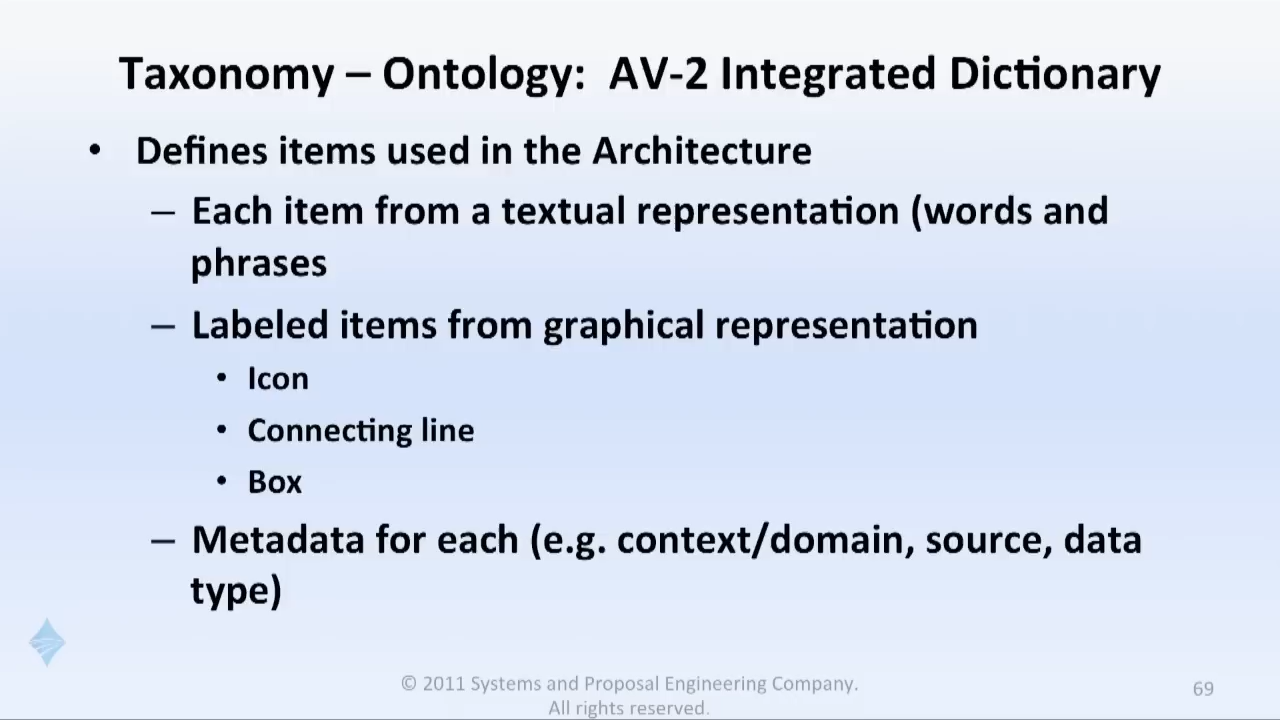 Taxonomy – Ontology:  AV-2 Integrated Dictionary
• Defines items used in the Architecture
– Each item from a textual representation (words and
phrases
– Labeled items from graphical representation
• Icon
• Connecting line
• Box
– Metadata for each (e.g. context/domain, source, data
type)
© 2011 Systems and Proposal Engineering Company.
All rights reserved.
69